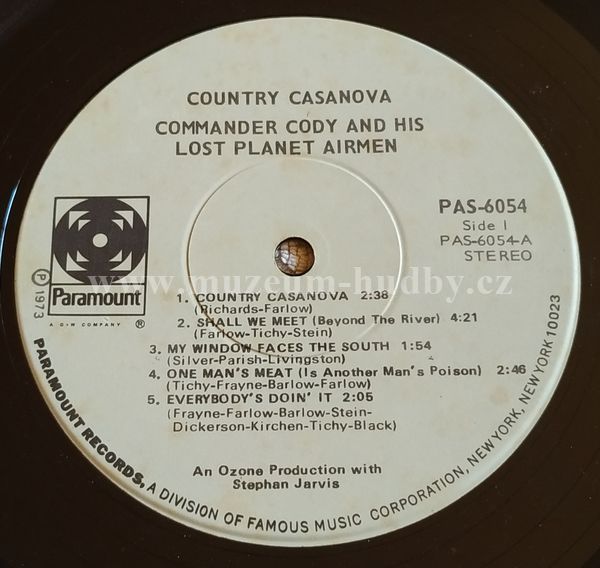 COUNTRY CASANOVA
COMMANDER CODY AND HIS
LOST PLANET AIRMEN
PAS-6054
Side 1
PAS-6054-A
STEREO
Paramount
A G+W COMPANY ®
℗ 1973
www.muzeum-hudby.cz
1. COUNTRY CASANOVA 2:38
(Richards-Farlow)
2. SHALL WE MEET (Beyond The River) 4:21
(Farlow-Tichy-Stein)
3. MY WINDOW FACES THE SOUTH 1:54
(Silver-Parish-Livingston)
4. ONE MAN'S MEAT (Is Another Man's Poison) 2:46
(Tichy-Frayne-Barlow-Farlow)
5. EVERYBODY'S DOIN' IT 2:05
(Frayne-Farlow-Barlow-Stein-
Dickerson-Kirchen-Tichy-Black)
An Ozone Production with
Stephan Jarvis
PARAMOUNT RECORDS, A DIVISION OF FAMOUS MUSIC CORPORATION, NEW YORK, NEW YORK 10023